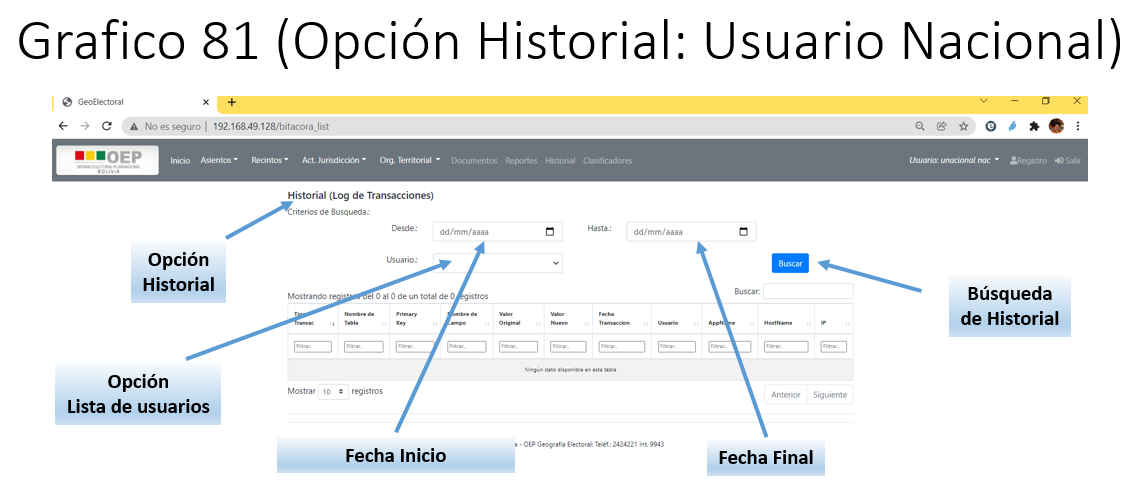 Grafico 81 (Opción Historial: Usuario Nacional)
GeoElectoral
No es seguro | 192.168.49.128/bitacora_list
OEP
ÓRGANO ELECTORAL PLURINACIONAL
BOLIVIA
Inicio Asientos Recintos Act. Jurisdicción Org. Territorial Documentos Reportes Historial Clasificadores
Usuario: unacional nac Registro Salir
Historial (Log de Transacciones)
Criterios de Busqueda.:
Desde.: dd/mm/aaaa Hasta.: dd/mm/aaaa
Usuario.: Buscar
Opción
Historial
Búsqueda
de Historial
Buscar:
Mostrando registros del 0 al 0 de un total de 0 registros
Tipo Transac Nombre de Tabla Primary Key Nombre de Campo Valor Original Valor Nuevo Fecha Transaccion Usuario AppName HostName IP
Filtrar.. Filtrar.. Filtrar.. Filtrar.. Filtrar.. Filtrar.. Filtrar.. Filtrar.. Filtrar.. Filtrar.. Filtrar..
Ningún dato disponible en esta tabla
Mostrar 10 registros
Anterior Siguiente
Opción
Lista de usuarios
- OEP Geografía Electoral: Teléf.: 2424221 Int. 9943
Fecha Inicio
Fecha Final